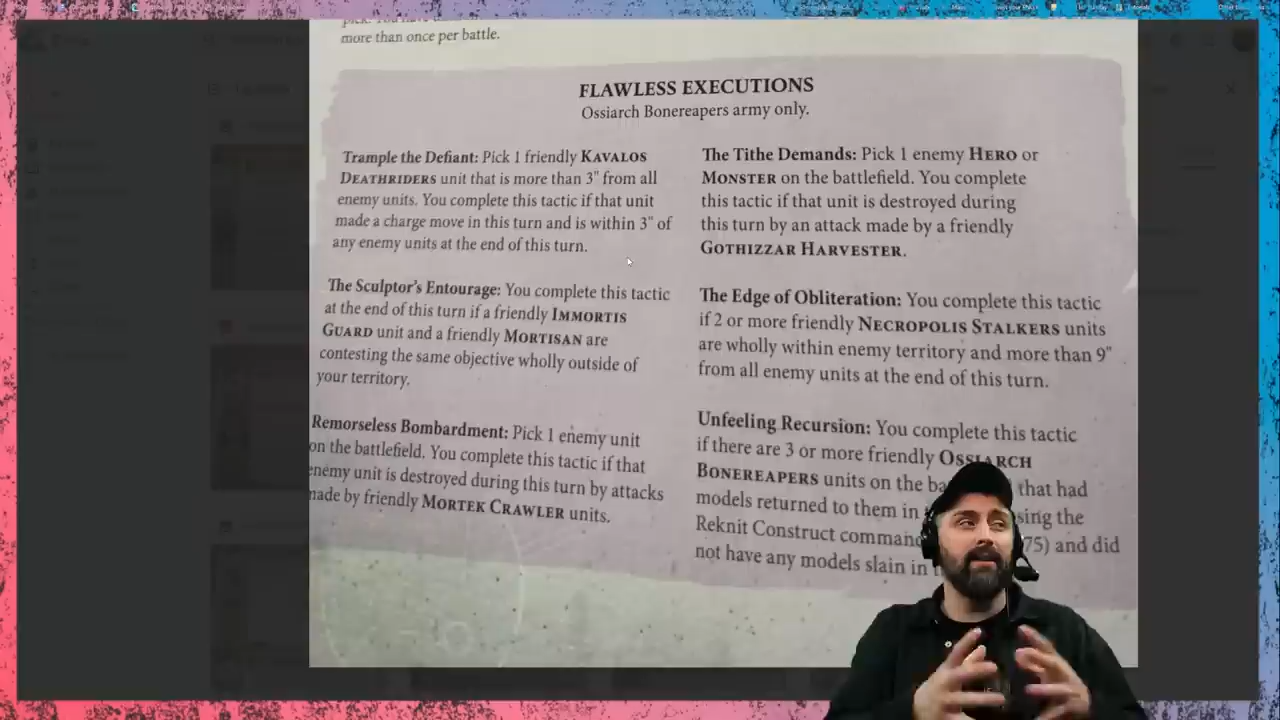 more than once per battle.
FLAWLESS EXECUTIONS
Ossiarch Bonereapers army only.
Trample the Defiant: Pick 1 friendly KAVALOS
DEATHRIDERS unit that is more than 3" from all
enemy units. You complete this tactic if that unit
made a charge move in this turn and is within 3" of
any enemy units at the end of this turn.
The Sculptor's Entourage: You complete this tactic
at the end of this turn if a friendly IMMORTIS
GUARD unit and a friendly MORTISAN are
contesting the same objective wholly outside of
your territory.
Remorseless Bombardment: Pick 1 enemy unit
on the battlefield. You complete this tactic if that
enemy unit is destroyed during this turn by attacks
made by friendly MORTEK CRAWLER units.
The Tithe Demands: Pick 1 enemy HERO or
MONSTER on the battlefield. You complete
this tactic if that unit is destroyed during
this turn by an attack made by a friendly
GOTHIZZAR HARVESTER.
The Edge of Obliteration: You complete this tactic
if 2 or more friendly NECROPOLIS STALKERS units
are wholly within enemy territory and more than 9"
from all enemy units at the end of this turn.
Unfeeling Recursion: You complete this tactic
if there are 3 or more friendly OSSIARCH
BONEREAPERS units on the that had
models returned to them in the
Reknit Construct 75) and did
not have any models slain in